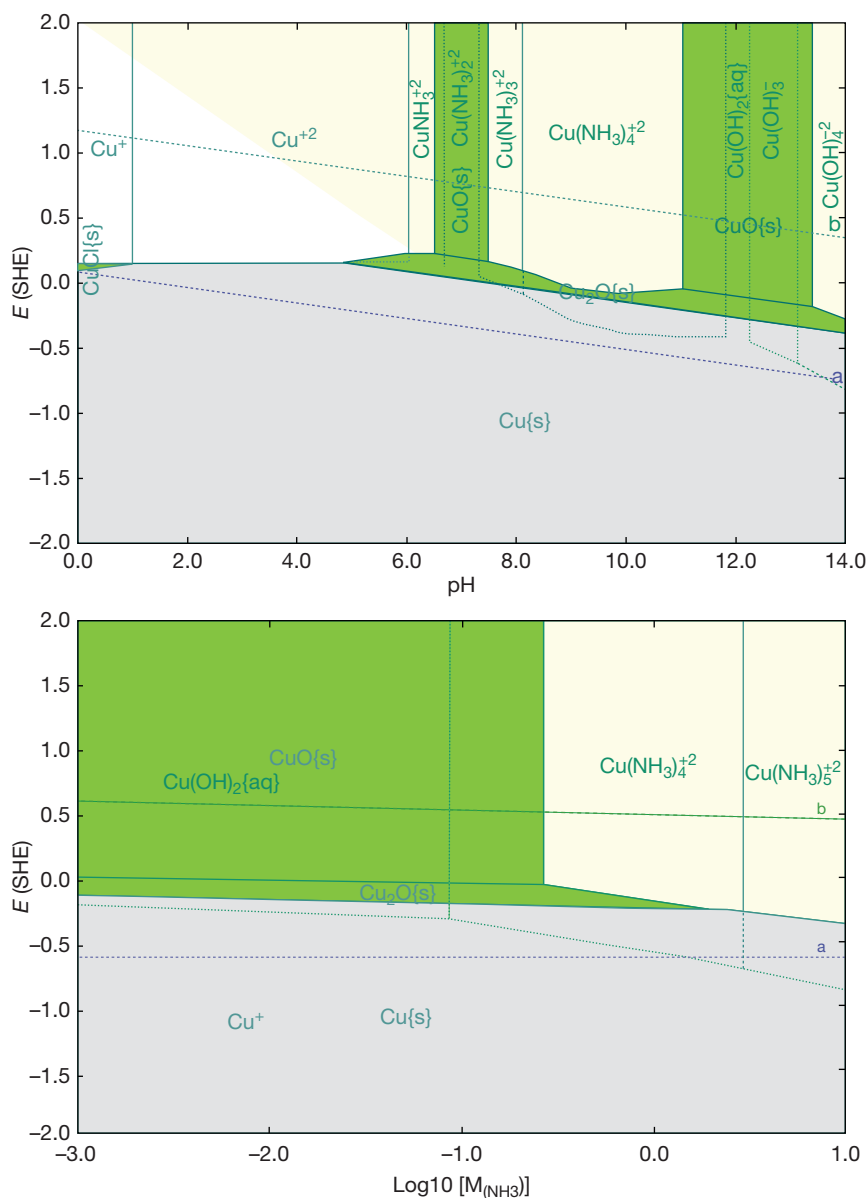 2.0
1.5
1.0
0.5
0.0
−0.5
−1.0
−1.5
−2.0
E (SHE)
Cu⁺
CuCl{s}
Cu⁺²
CuNH₃⁺²
Cu(NH₃)₂⁺²
CuO{s}
Cu(NH₃)₃⁺²
Cu(NH₃)₄⁺²
Cu(OH)₂{aq}
Cu(OH)₃⁻
CuO{s}
Cu(OH)₄⁻²
b
Cu₂O{s}
a
Cu{s}
0.0 2.0 4.0 6.0 8.0 10.0 12.0 14.0
pH
2.0
1.5
1.0
0.5
0.0
−0.5
−1.0
−1.5
−2.0
E (SHE)
CuO{s}
Cu(OH)₂{aq}
Cu(NH₃)₄⁺²
Cu(NH₃)₅⁺²
b
Cu₂O{s}
a
Cu⁺
Cu{s}
−3.0 −2.0 −1.0 0.0 1.0
Log10 [M₍NH3₎]